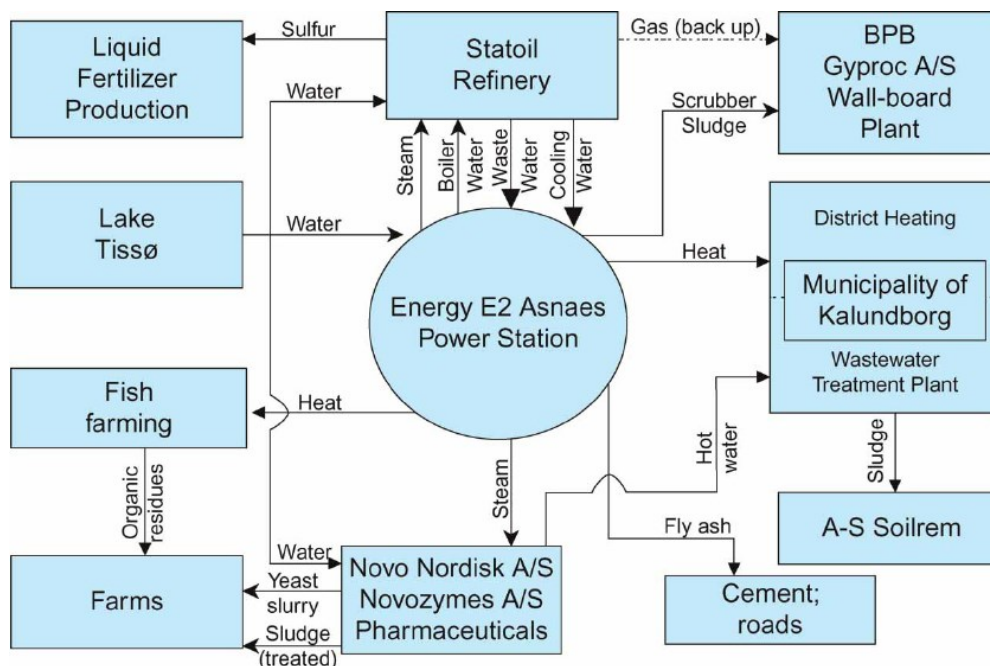 Liquid
Fertilizer
Production
Sulfur
Statoil
Refinery
Gas (back up)
BPB
Gyproc A/S
Wall-board
Plant
Water
Scrubber
Sludge
Steam
Boiler
Water
Waste
Water
Cooling
Water
Lake
Tissø
Water
Energy E2 Asnaes
Power Station
Heat
District Heating
Municipality of
Kalundborg
Wastewater
Treatment Plant
Fish
farming
Heat
Organic
residues
Steam
Hot
water
Sludge
A-S Soilrem
Fly ash
Cement;
roads
Farms
Water
Yeast
slurry
Sludge
(treated)
Novo Nordisk A/S
Novozymes A/S
Pharmaceuticals